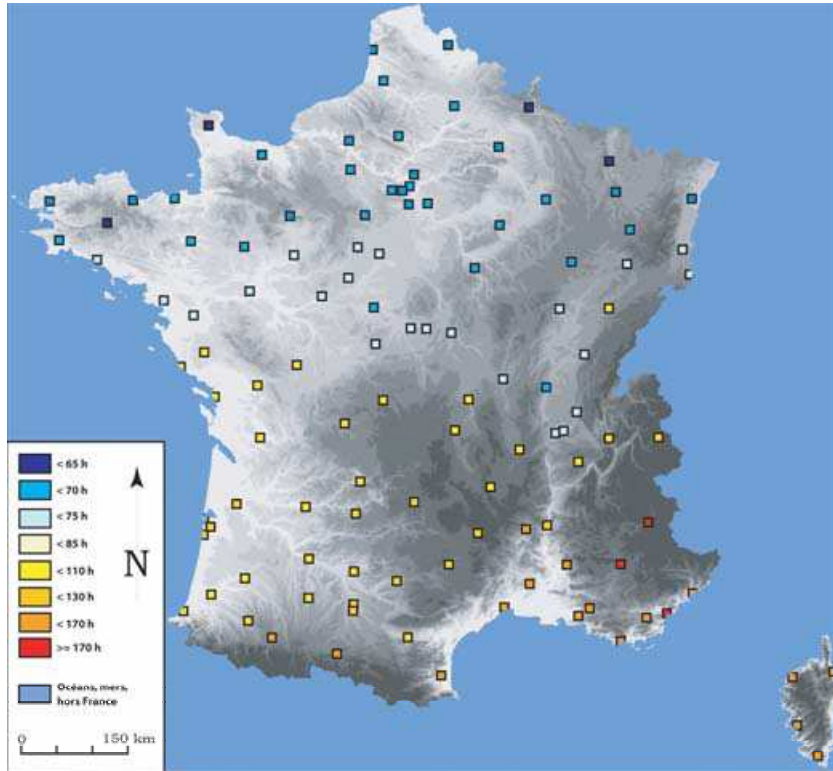 < 65 h
< 70 h
< 75 h
< 85 h
< 110 h
< 130 h
< 170 h
>= 170 h
N
Océans, mers,
hors France
0 150 km